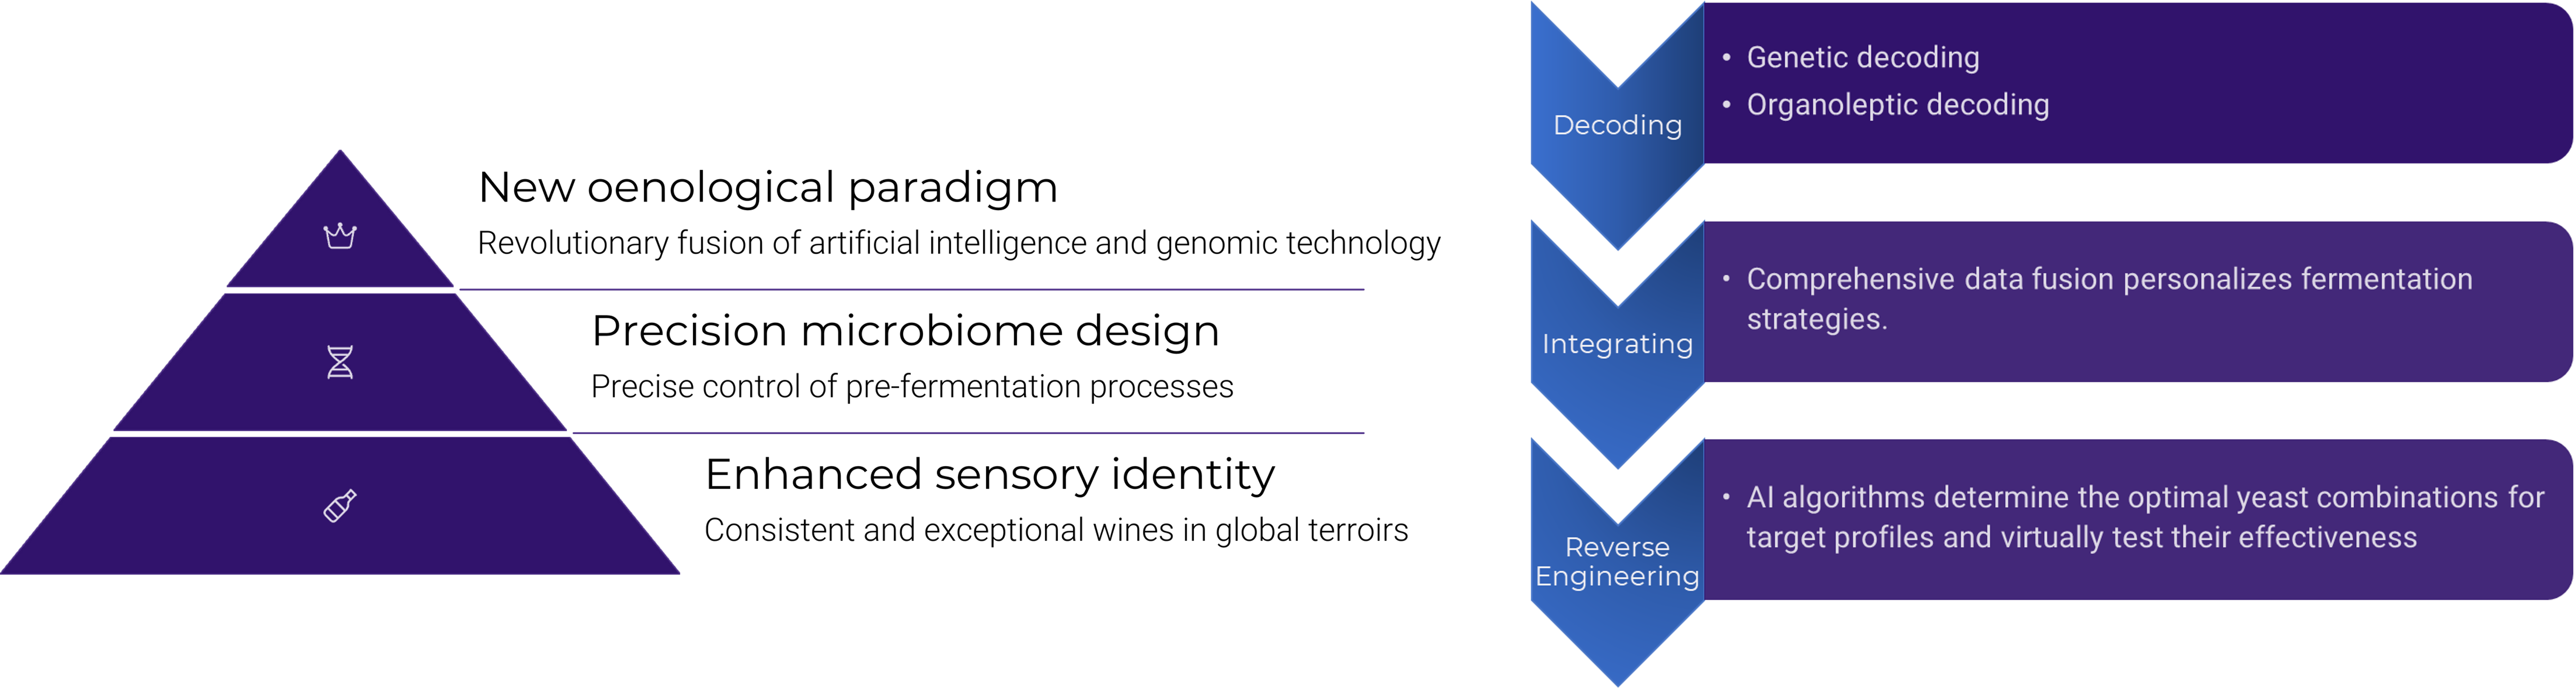 New oenological paradigm
Revolutionary fusion of artificial intelligence and genomic technology
Precision microbiome design
Precise control of pre-fermentation processes
Enhanced sensory identity
Consistent and exceptional wines in global terroirs
Decoding
• Genetic decoding
• Organoleptic decoding
Integrating
• Comprehensive data fusion personalizes fermentation
strategies.
Reverse
Engineering
• AI algorithms determine the optimal yeast combinations for
target profiles and virtually test their effectiveness